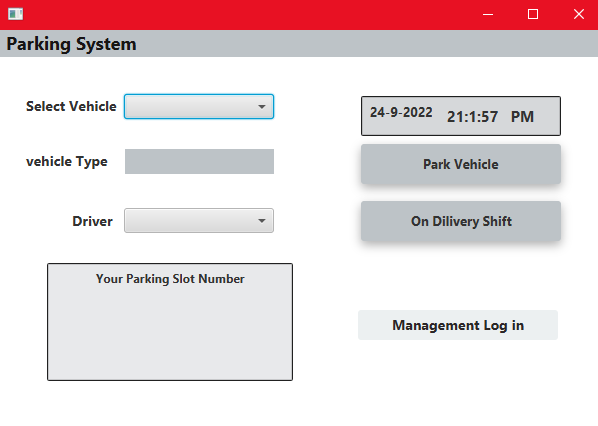 Parking System
Select Vehicle
24-9-2022 21:1:57 PM
vehicle Type
Park Vehicle
Driver
On Dilivery Shift
Your Parking Slot Number
Management Log in